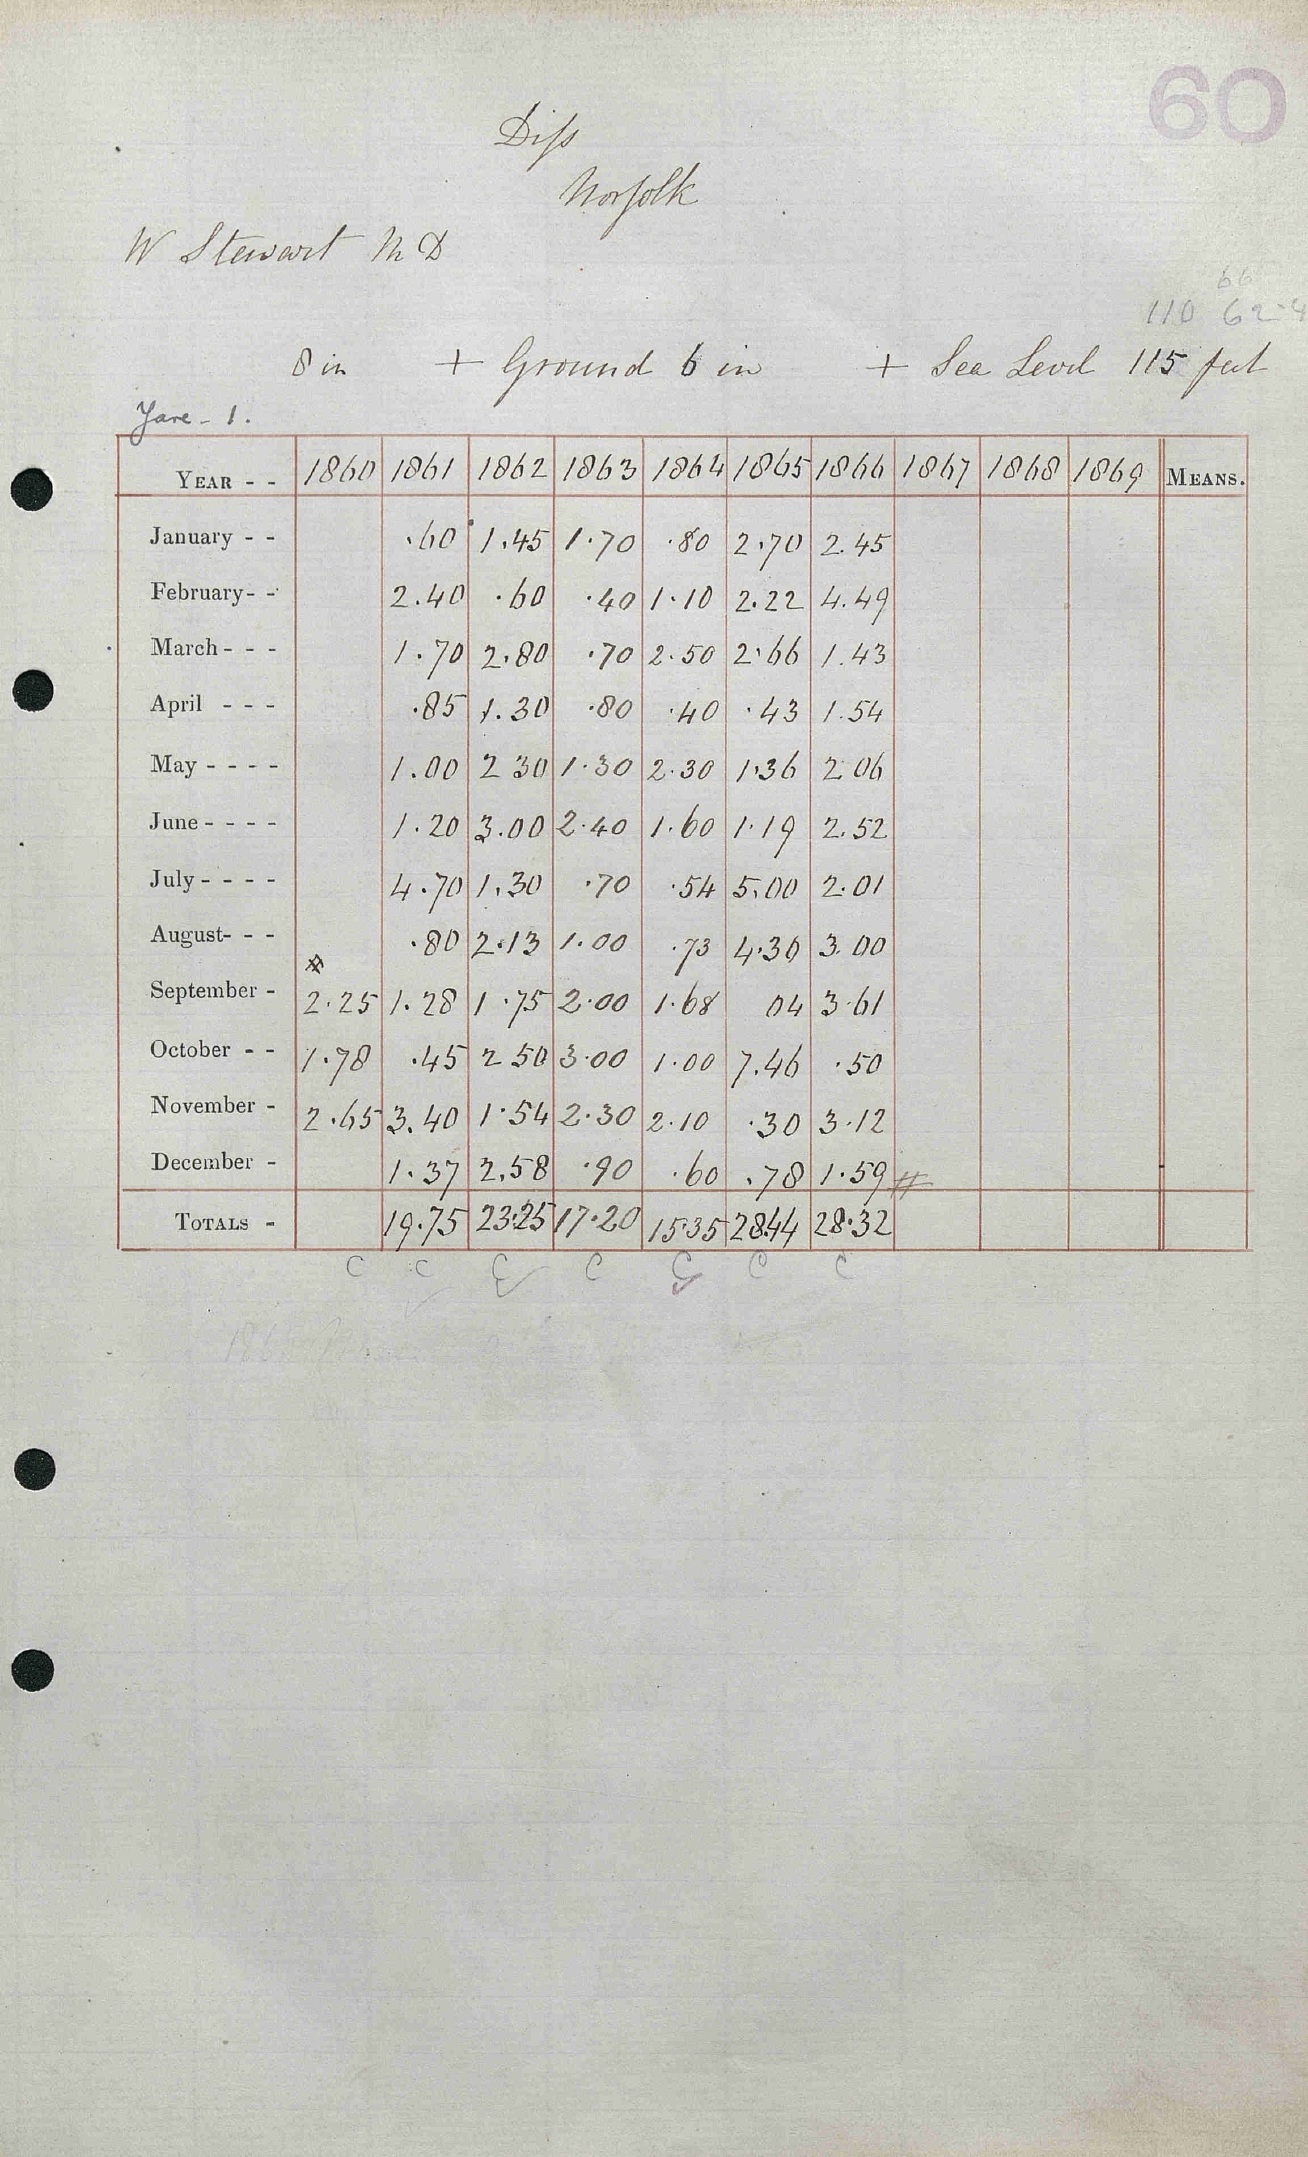 60
Diſs
Norfolk
W Stewart M D
66
110 62.4
8 in + Ground 6 in + Sea Level 115 feet
Yare - 1.
YEAR - - 1860 1861 1862 1863 1864 1865 1866 1867 1868 1869 MEANS.
January - - .60 1.45 1.70 .80 2.70 2.45
February - - 2.40 .60 .40 1.10 2.22 4.49
March - - - 1.70 2.80 .70 2.50 2.66 1.43
April - - - .85 1.30 .80 .40 .43 1.54
May - - - - 1.00 2 30 1.30 2.30 1.36 2 06
June - - - - 1.20 3.00 2.40 1.60 1.19 2.52
July - - - - 4.70 1.30 .70 .54 5.00 2.01
August - - - .80 2.13 1.00 .73 4.30 3.00
September - 2.25 1.28 1.75 2.00 1.68 04 3.61
October - - 1.78 .45 2 50 3.00 1.00 7.46 .50
November - 2.65 3.40 1.54 2.30 2.10 .30 3.12
December - 1.37 2.58 .90 .60 .78 1.59 #
TOTALS - 19.75 23.25 17.20 15.35 28.44 28.32
C C C C C C C